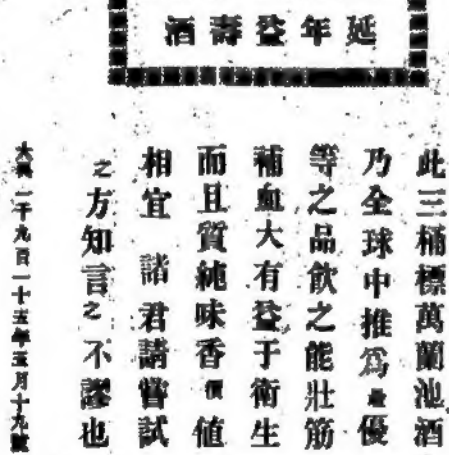 延年益壽酒
此三桶標萬蘭池酒
乃全球中推爲最優
等之品飲之能壯筋
補血大有益于衛生
而且質純味香價值
相宜 諸君請嘗試
之方知言之不謬也
一千九百一十五年五月十九號